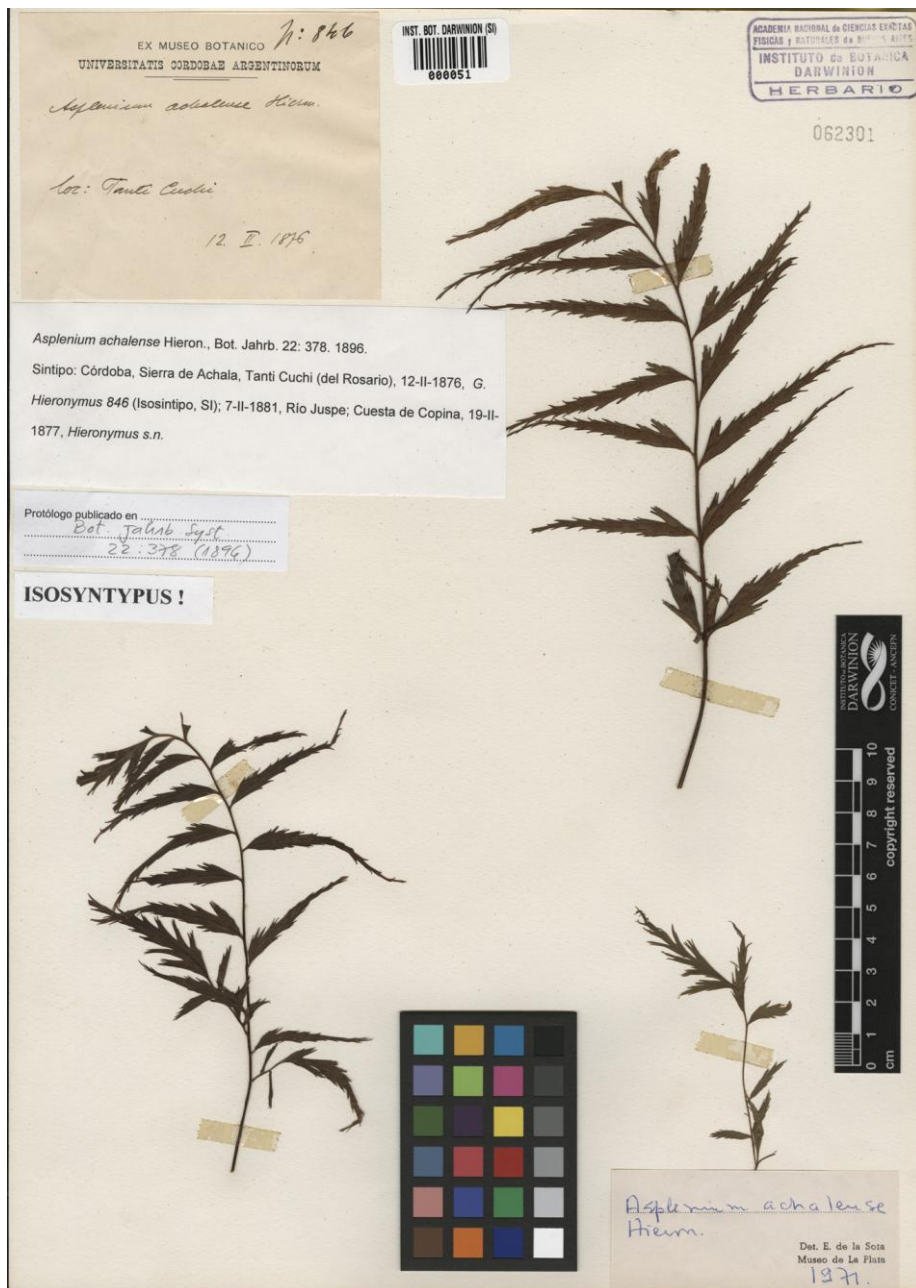 Nº: 846
EX MUSEO BOTANICO
UNIVERSITATIS CORDOBAE ARGENTINORUM
Asplenium achalense Hieron.
loc: Tanti Cuchi
12. II. 1876
INST. BOT. DARWINION (SI)
000051
ACADEMIA NACIONAL de CIENCIAS EXACTAS
FISICAS y NATURALES de BUENOS AIRES
INSTITUTO de BOTANICA
DARWINION
HERBARIO
062301
Asplenium achalense Hieron., Bot. Jahrb. 22: 378. 1896.
Sintipo: Córdoba, Sierra de Achala, Tanti Cuchi (del Rosario), 12-II-1876, G.
Hieronymus 846 (Isosintipo, SI); 7-II-1881, Río Juspe; Cuesta de Copina, 19-II-
1877, Hieronymus s.n.
Protólogo publicado en
Bot. Jahrb Syst.
22: 378 (1896)
ISOSYNTYPUS !
INSTITUTO DE BOTANICA
DARWINION
CONICET - ANCEFN
copyright reserved
10
9
8
7
6
5
4
3
2
1
0
cm
Asplenium achalense
Hieron.
Det. E. de la Sota
Museo de La Plata
1971.